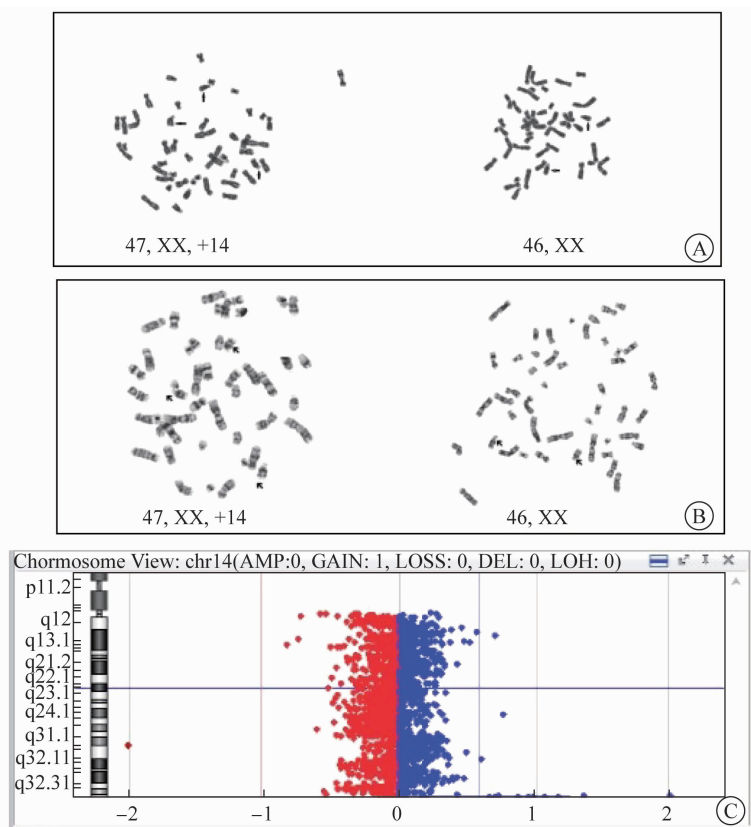 47, XX, +14 46, XX
A
47, XX, +14 46, XX
B
Chormosome View: chr14(AMP:0, GAIN: 1, LOSS: 0, DEL: 0, LOH: 0)
p11.2
q12
q13.1
q21.2
q22.1
q23.1
q24.1
q31.1
q32.11
q32.31
−2 −1 0 1 2
C